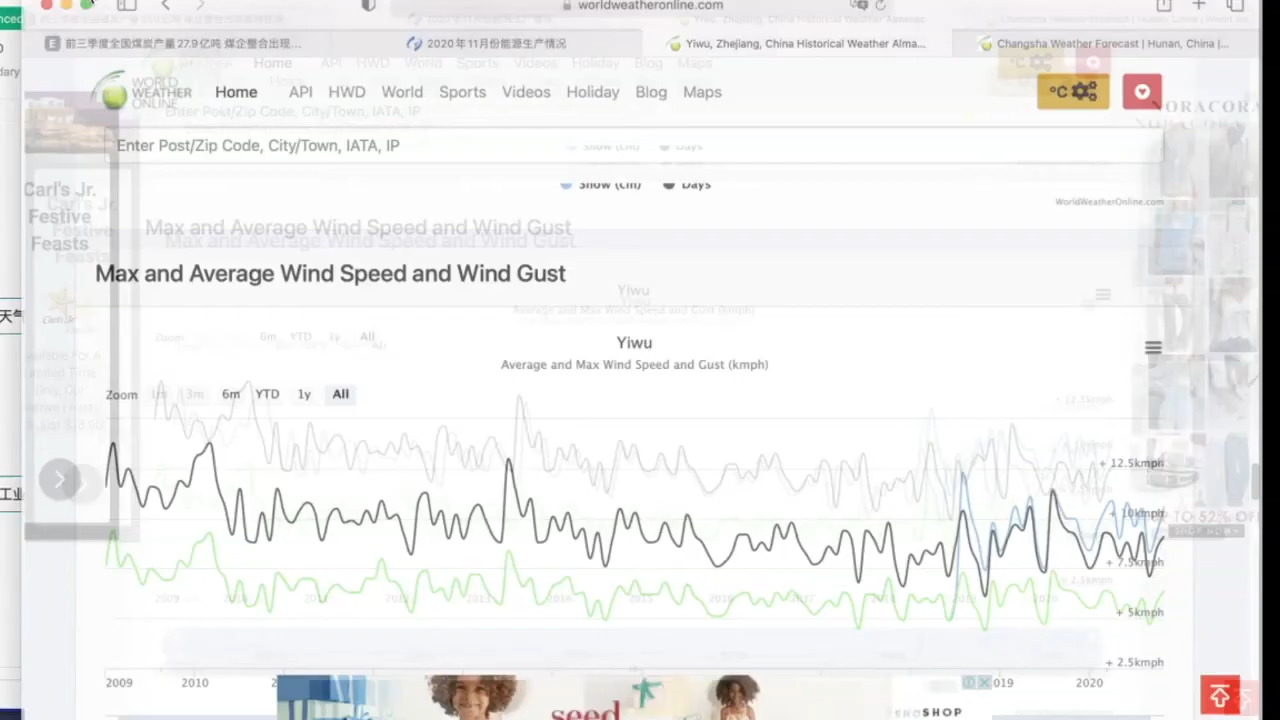 worldweatheronline.com
前三季度全国煤炭产量27.9亿吨 煤企整合出现...
2020年11月份能源生产情况
Yiwu, Zhejiang, China Historical Weather Alma...
Changsha Weather Forecast | Hunan, China |...
WORLD
WEATHER
ONLINE
Home API HWD World Sports Videos Holiday Blog Maps
°C
Enter Post/Zip Code, City/Town, IATA, IP
Snow (cm) Days
WorldWeatherOnline.com
Carl's Jr.
Festive
Feasts
Max and Average Wind Speed and Wind Gust
Yiwu
Average and Max Wind Speed and Gust (kmph)
Zoom 1m 3m 6m YTD 1y All
+ 12.5kmph
+ 10kmph
+ 7.5kmph
+ 5kmph
+ 2.5kmph
2009 2010 2020
天气
工业
seed
SHOP